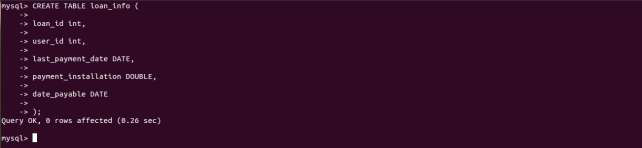 mysql> CREATE TABLE loan_info (
    ->
    -> loan_id int,
    ->
    -> user_id int,
    ->
    -> last_payment_date DATE,
    ->
    -> payment_installation DOUBLE,
    ->
    -> date_payable DATE
    ->
    -> );
Query OK, 0 rows affected (0.26 sec)
mysql>